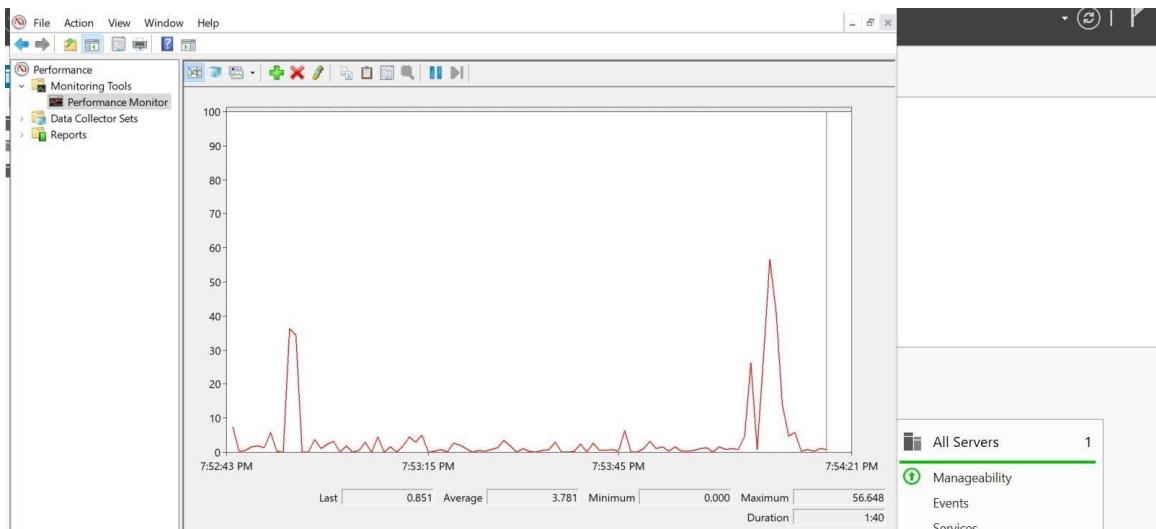 File Action View Window Help
Performance
Monitoring Tools
Performance Monitor
Data Collector Sets
Reports
100
90
80
70
60
50
40
30
20
10
0
7:52:43 PM 7:53:15 PM 7:53:45 PM 7:54:21 PM
Last 0.851 Average 3.781 Minimum 0.000 Maximum 56.648
Duration 1:40
All Servers 1
Manageability
Events
Services